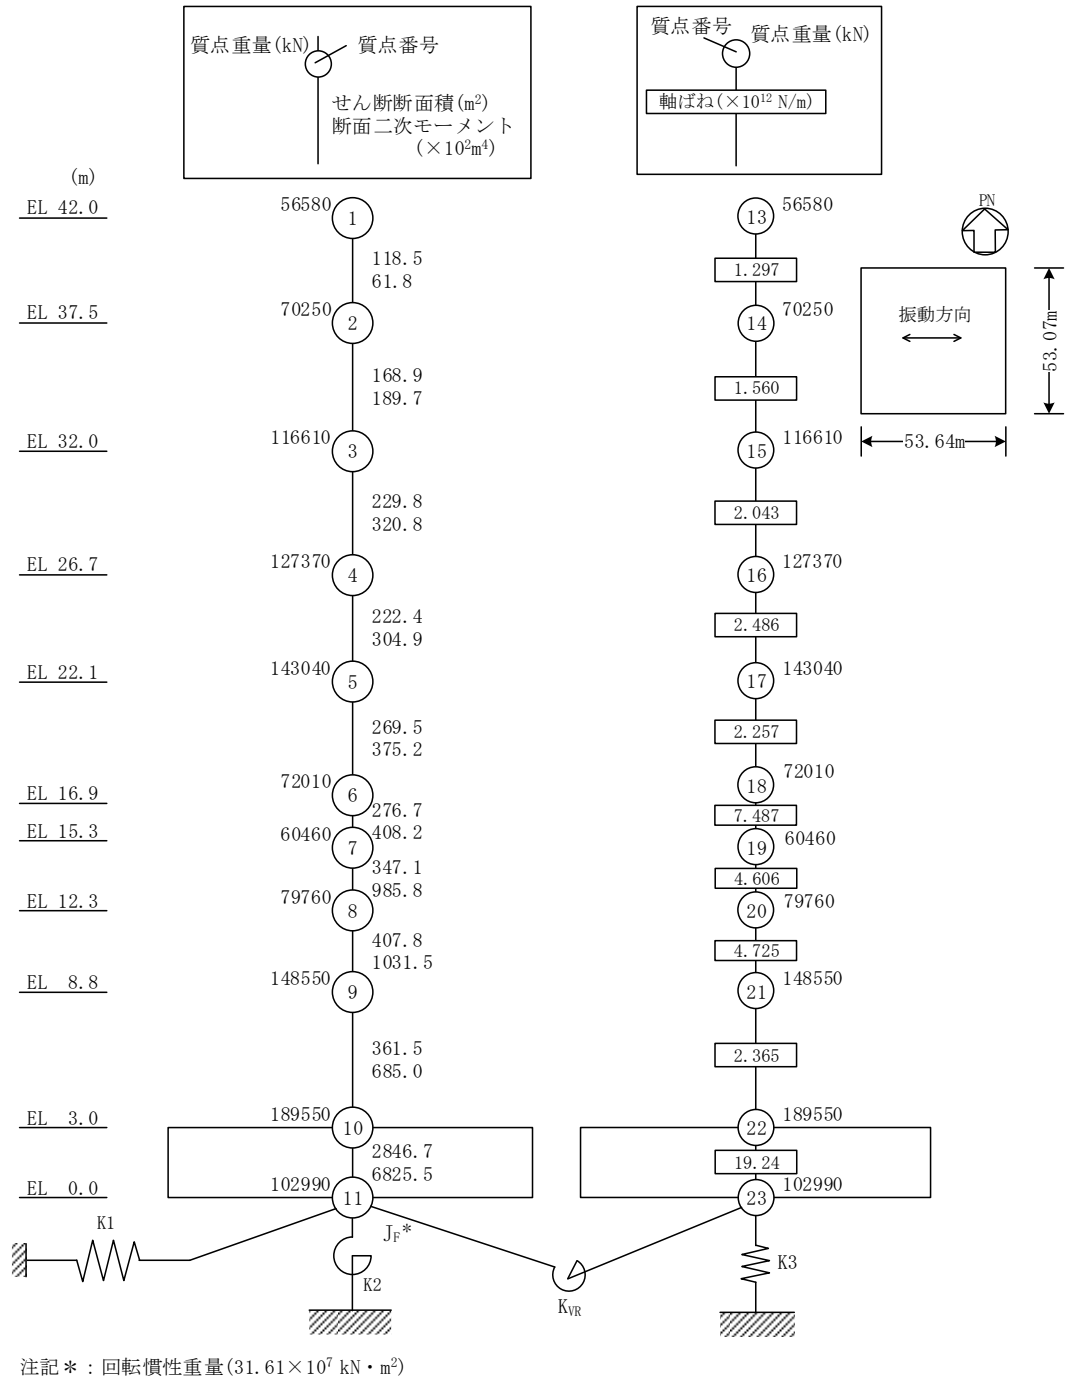 質点重量(kN)
質点番号
せん断断面積(m²)
断面二次モーメント
(×10²m⁴)
質点番号
質点重量(kN)
軸ばね(×10¹² N/m)
(m)
EL 42.0
56580
1
13
56580
PN
118.5
61.8
1.297
EL 37.5
70250
2
14
70250
振動方向
53.07m
168.9
189.7
1.560
EL 32.0
116610
3
15
116610
53.64m
229.8
320.8
2.043
EL 26.7
127370
4
16
127370
222.4
304.9
2.486
EL 22.1
143040
5
17
143040
269.5
375.2
2.257
EL 16.9
72010
6
18
72010
276.7
408.2
7.487
EL 15.3
60460
7
19
60460
347.1
985.8
4.606
EL 12.3
79760
8
20
79760
407.8
1031.5
4.725
EL 8.8
148550
9
21
148550
361.5
685.0
2.365
EL 3.0
189550
10
22
189550
2846.7
6825.5
19.24
EL 0.0
102990
11
23
102990
K1
J_F*
K2
K_VR
K3
注記＊：回転慣性重量(31.61×10⁷ kN・m²)